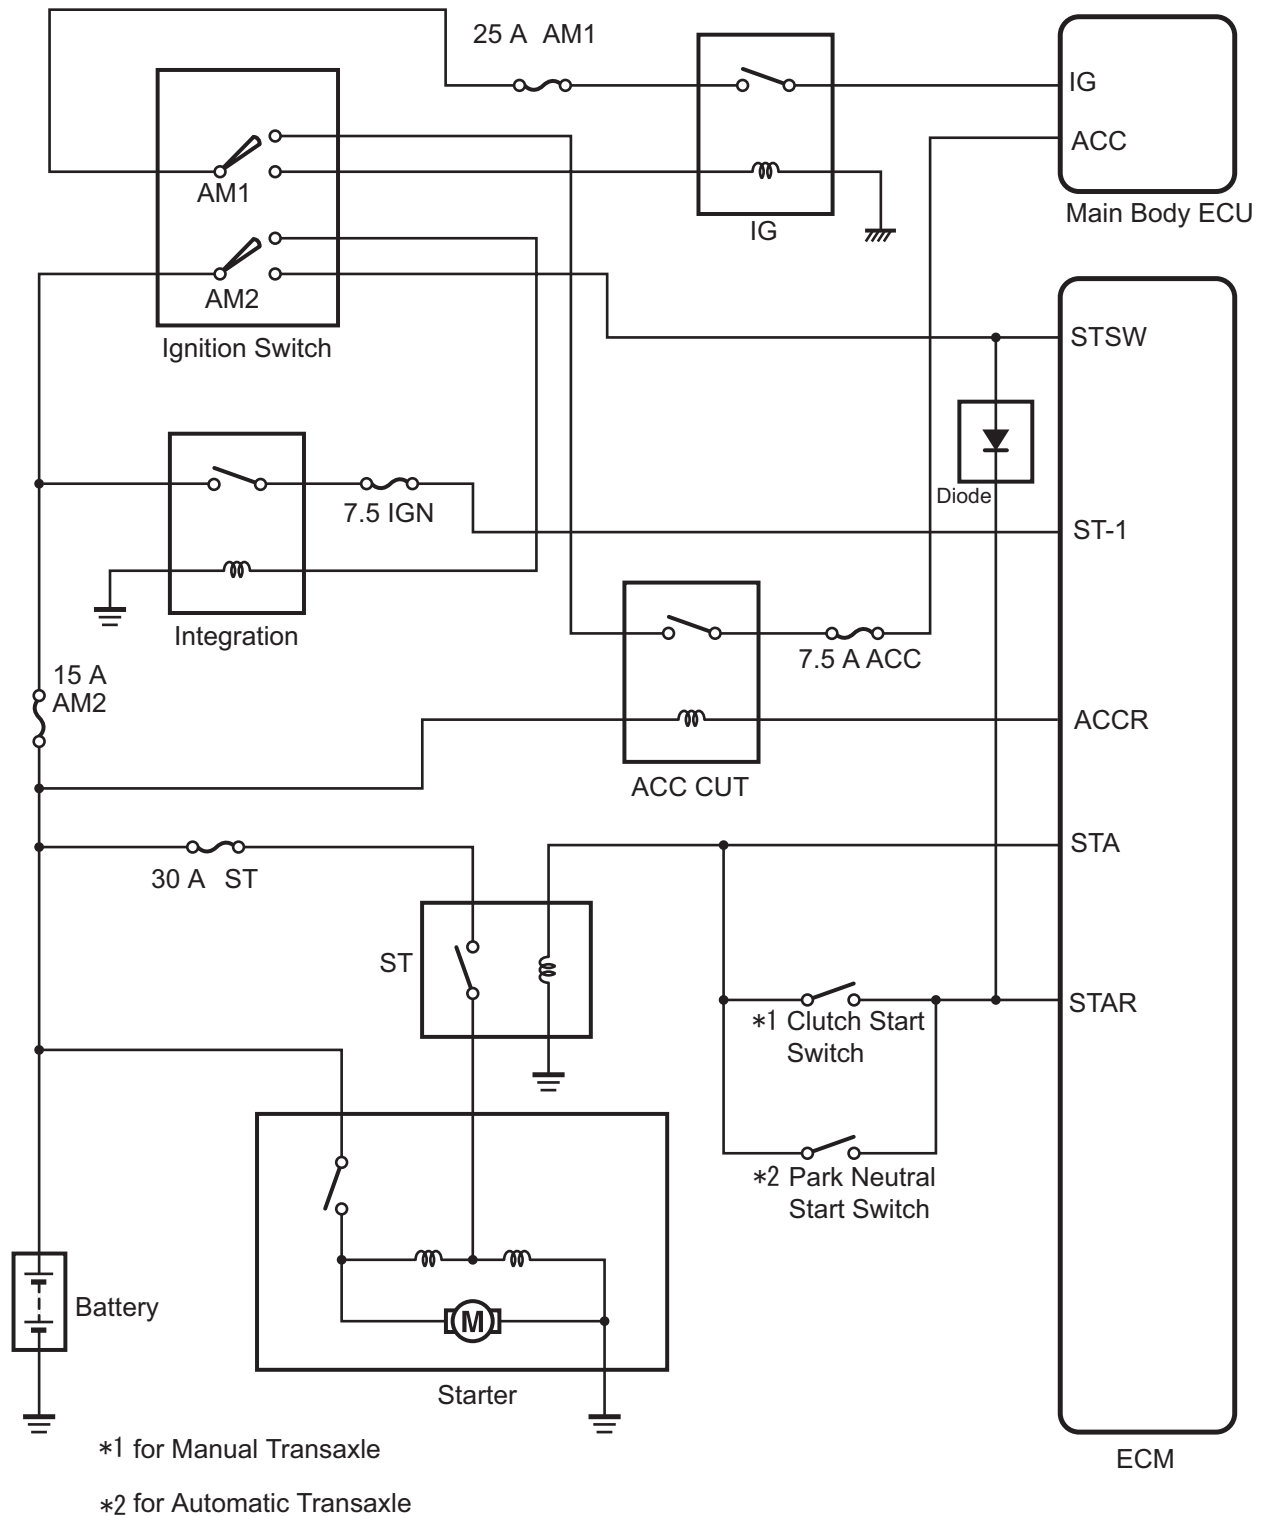 25 A AM1
IG
ACC
Main Body ECU
AM1
IG
AM2
Ignition Switch
STSW
Diode
7.5 IGN
ST-1
Integration
7.5 A ACC
15 A
AM2
ACCR
ACC CUT
STA
30 A ST
ST
STAR
*1 Clutch Start
Switch
*2 Park Neutral
Start Switch
Battery
M
Starter
ECM
*1 for Manual Transaxle
*2 for Automatic Transaxle